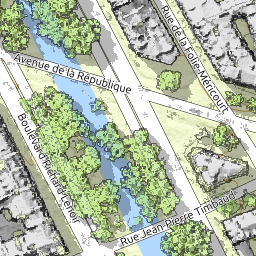 Rue de la Folie-Méricourt
Avenue de la République
Boulevard Richard-Lenoir
Rue Jean-Pierre Timbaud